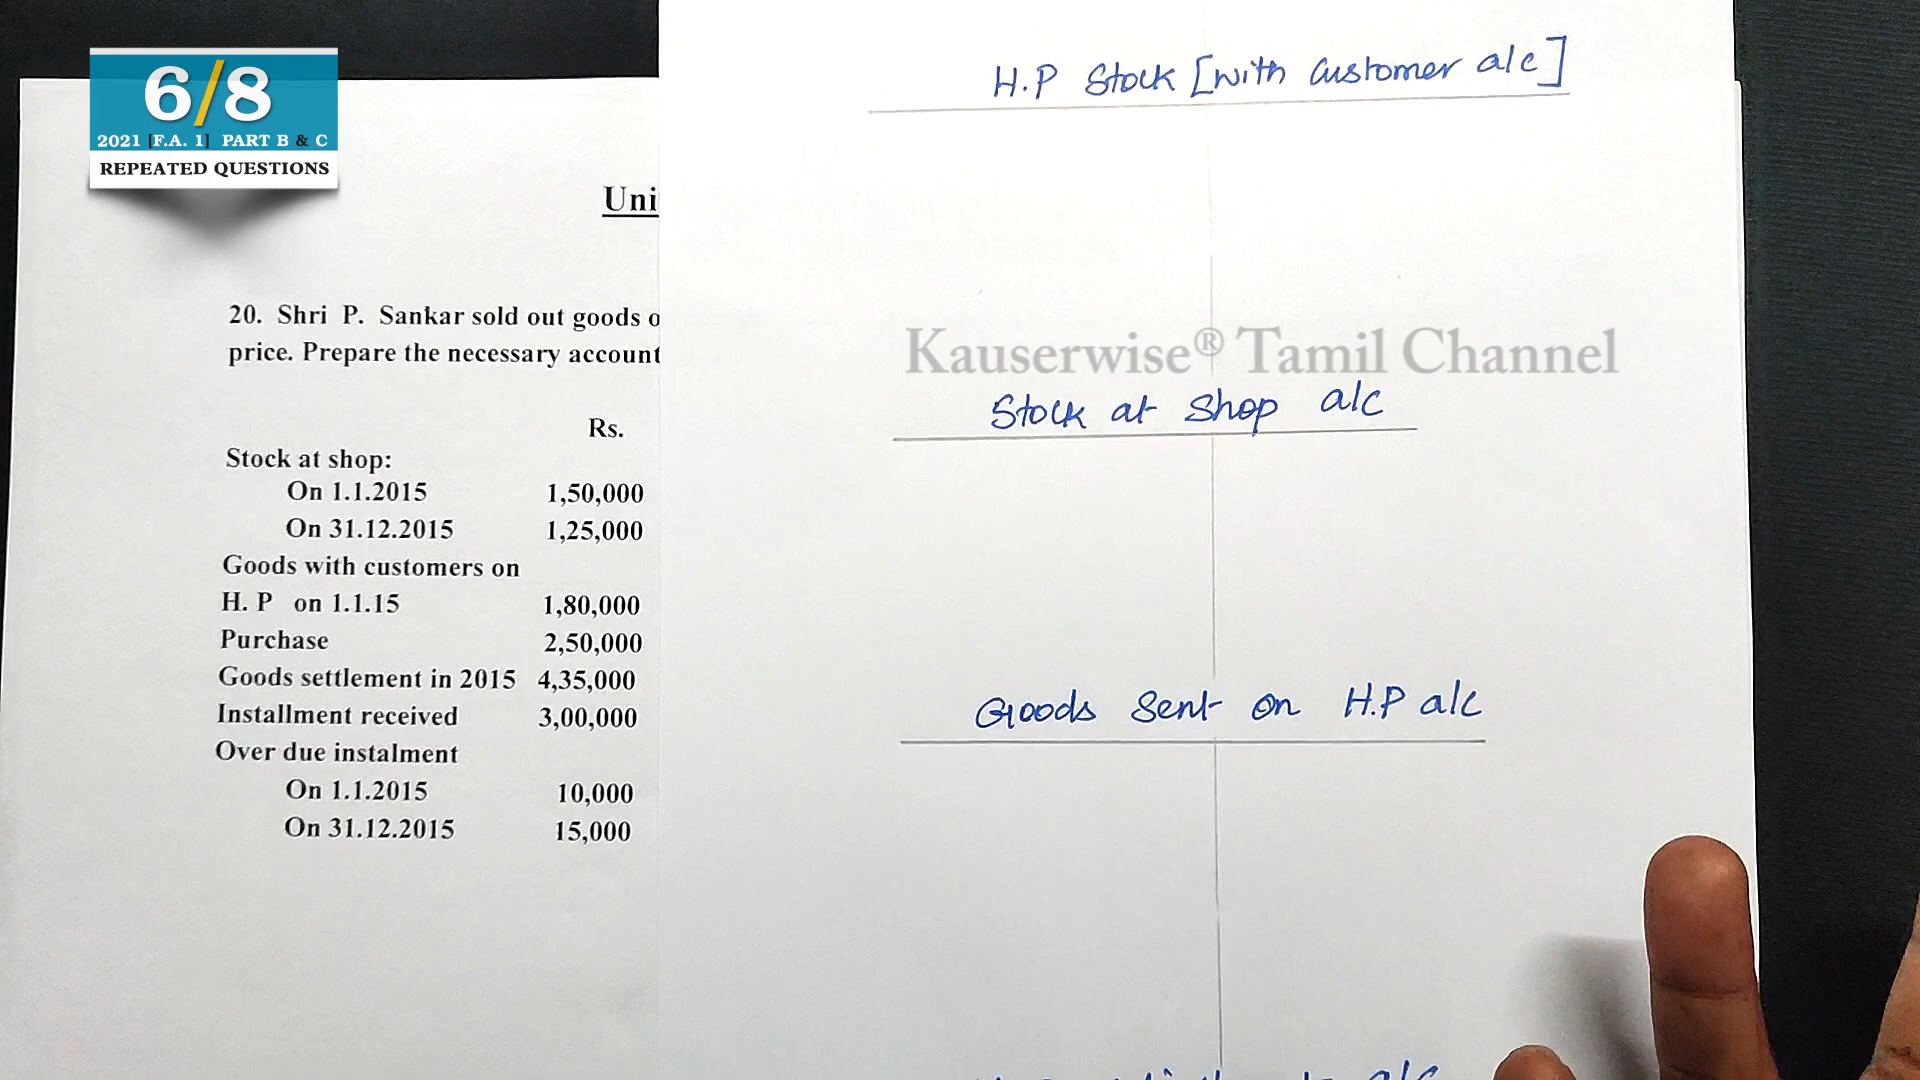 6/8
2021 [F.A. 1] PART B & C
REPEATED QUESTIONS
Uni
20. Shri P. Sankar sold out goods o
price. Prepare the necessary account
Rs.
Stock at shop:
On 1.1.2015 1,50,000
On 31.12.2015 1,25,000
Goods with customers on
H. P on 1.1.15 1,80,000
Purchase 2,50,000
Goods settlement in 2015 4,35,000
Installment received 3,00,000
Over due instalment
On 1.1.2015 10,000
On 31.12.2015 15,000
H.P Stock [with Customer a/c]
Kauserwise® Tamil Channel
Stock at Shop a/c
Goods Sent on H.P a/c
a/c